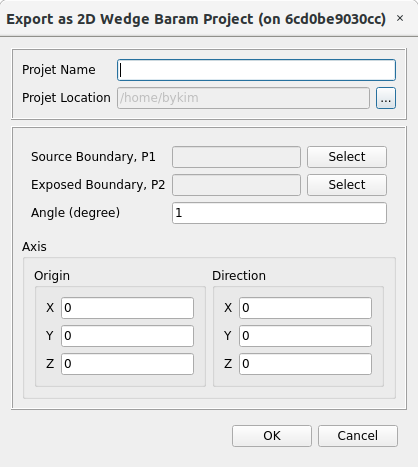 Export as 2D Wedge Baram Project (on 6cd0be9030cc) ×
Projet Name
Projet Location /home/bykim ...
Source Boundary, P1 Select
Exposed Boundary, P2 Select
Angle (degree) 1
Axis
Origin Direction
X 0 X 0
Y 0 Y 0
Z 0 Z 0
OK Cancel